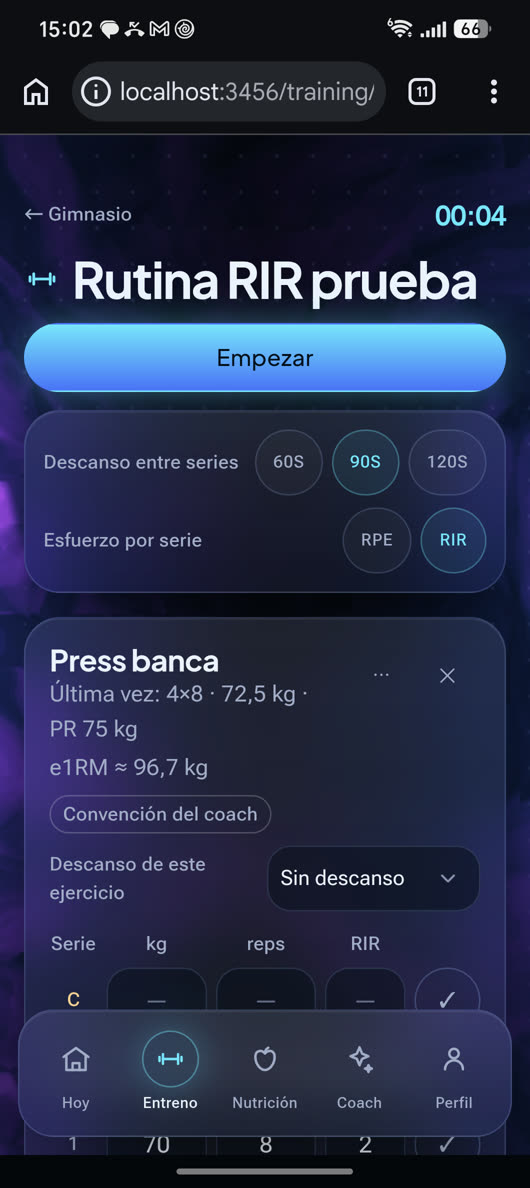 15:02
6
66
localhost:3456/training/
11
← Gimnasio
00:04
Rutina RIR prueba
Empezar
Descanso entre series
60S
90S
120S
Esfuerzo por serie
RPE
RIR
Press banca
...
×
Última vez: 4×8 · 72,5 kg ·
PR 75 kg
e1RM ≈ 96,7 kg
Convención del coach
Descanso de este
ejercicio
Sin descanso
Serie kg reps RIR
C — — — ✓
Hoy
Entreno
Nutrición
Coach
Perfil
1 70 8 2 ✓